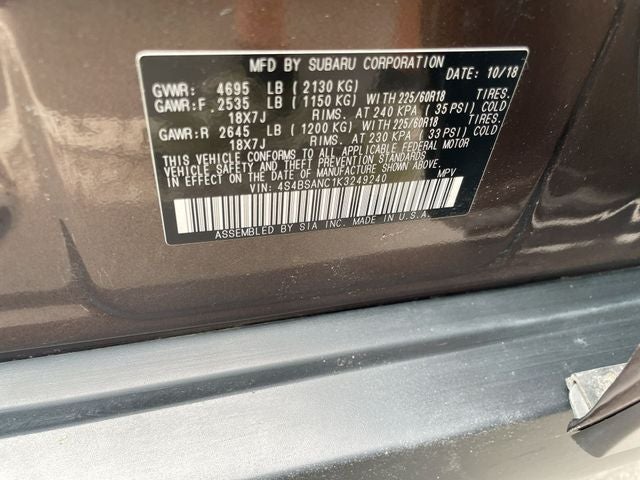 MFD BY SUBARU CORPORATION
DATE: 10/18
GVWR: 4695 LB (2130 KG)
GAWR:F 2535 LB (1150 KG) WITH 225/60R18 TIRES.
18X7J RIMS. AT 240 KPA (35 PSI) COLD
GAWR:R 2645 LB (1200 KG) WITH 225/60R18 TIRES.
18X7J RIMS. AT 230 KPA (33 PSI) COLD
THIS VEHICLE CONFORMS TO ALL APPLICABLE FEDERAL MOTOR
VEHICLE SAFETY AND THEFT PREVENTION STANDARDS
IN EFFECT ON THE DATE OF MANUFACTURE SHOWN ABOVE.
VIN: 4S4BSANC1K3249240 MPV
ASSEMBLED BY SIA INC. MADE IN U.S.A.